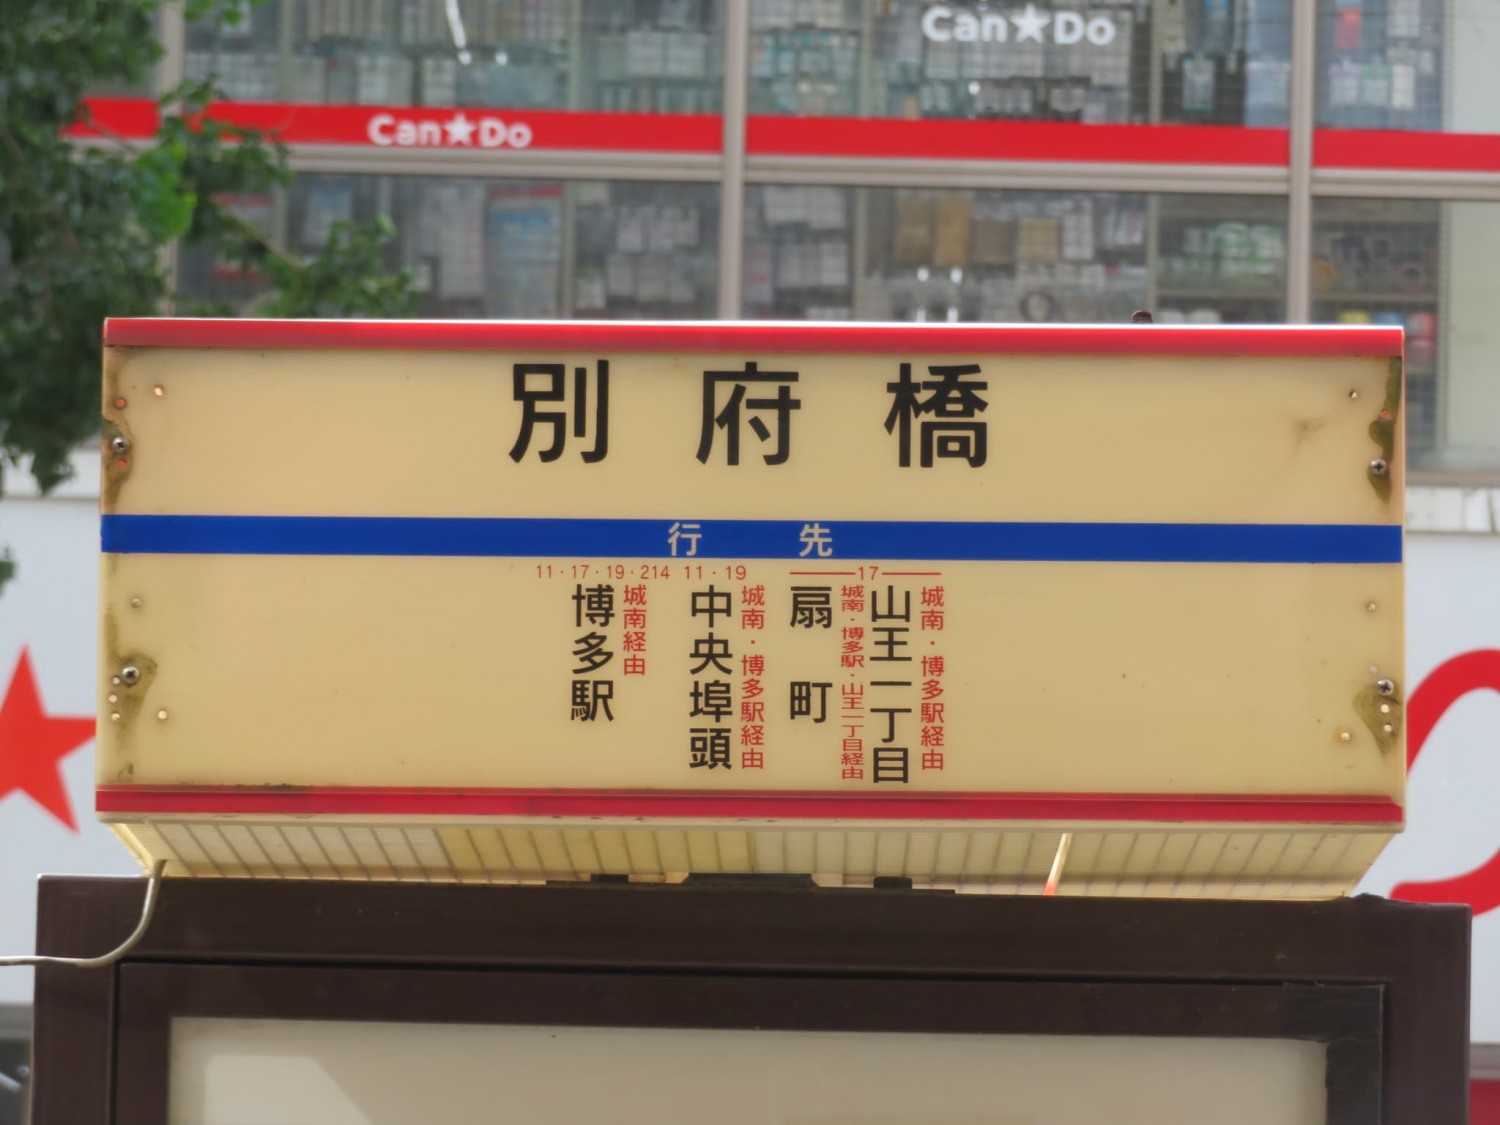 Can★Do
Can★Do
別府橋
行先
11・17・19・214
博多駅
城南経由
11・19
中央埠頭
城南・博多駅経由
17
扇町
城南・博多駅・山王一丁目経由
山王一丁目
城南・博多駅経由